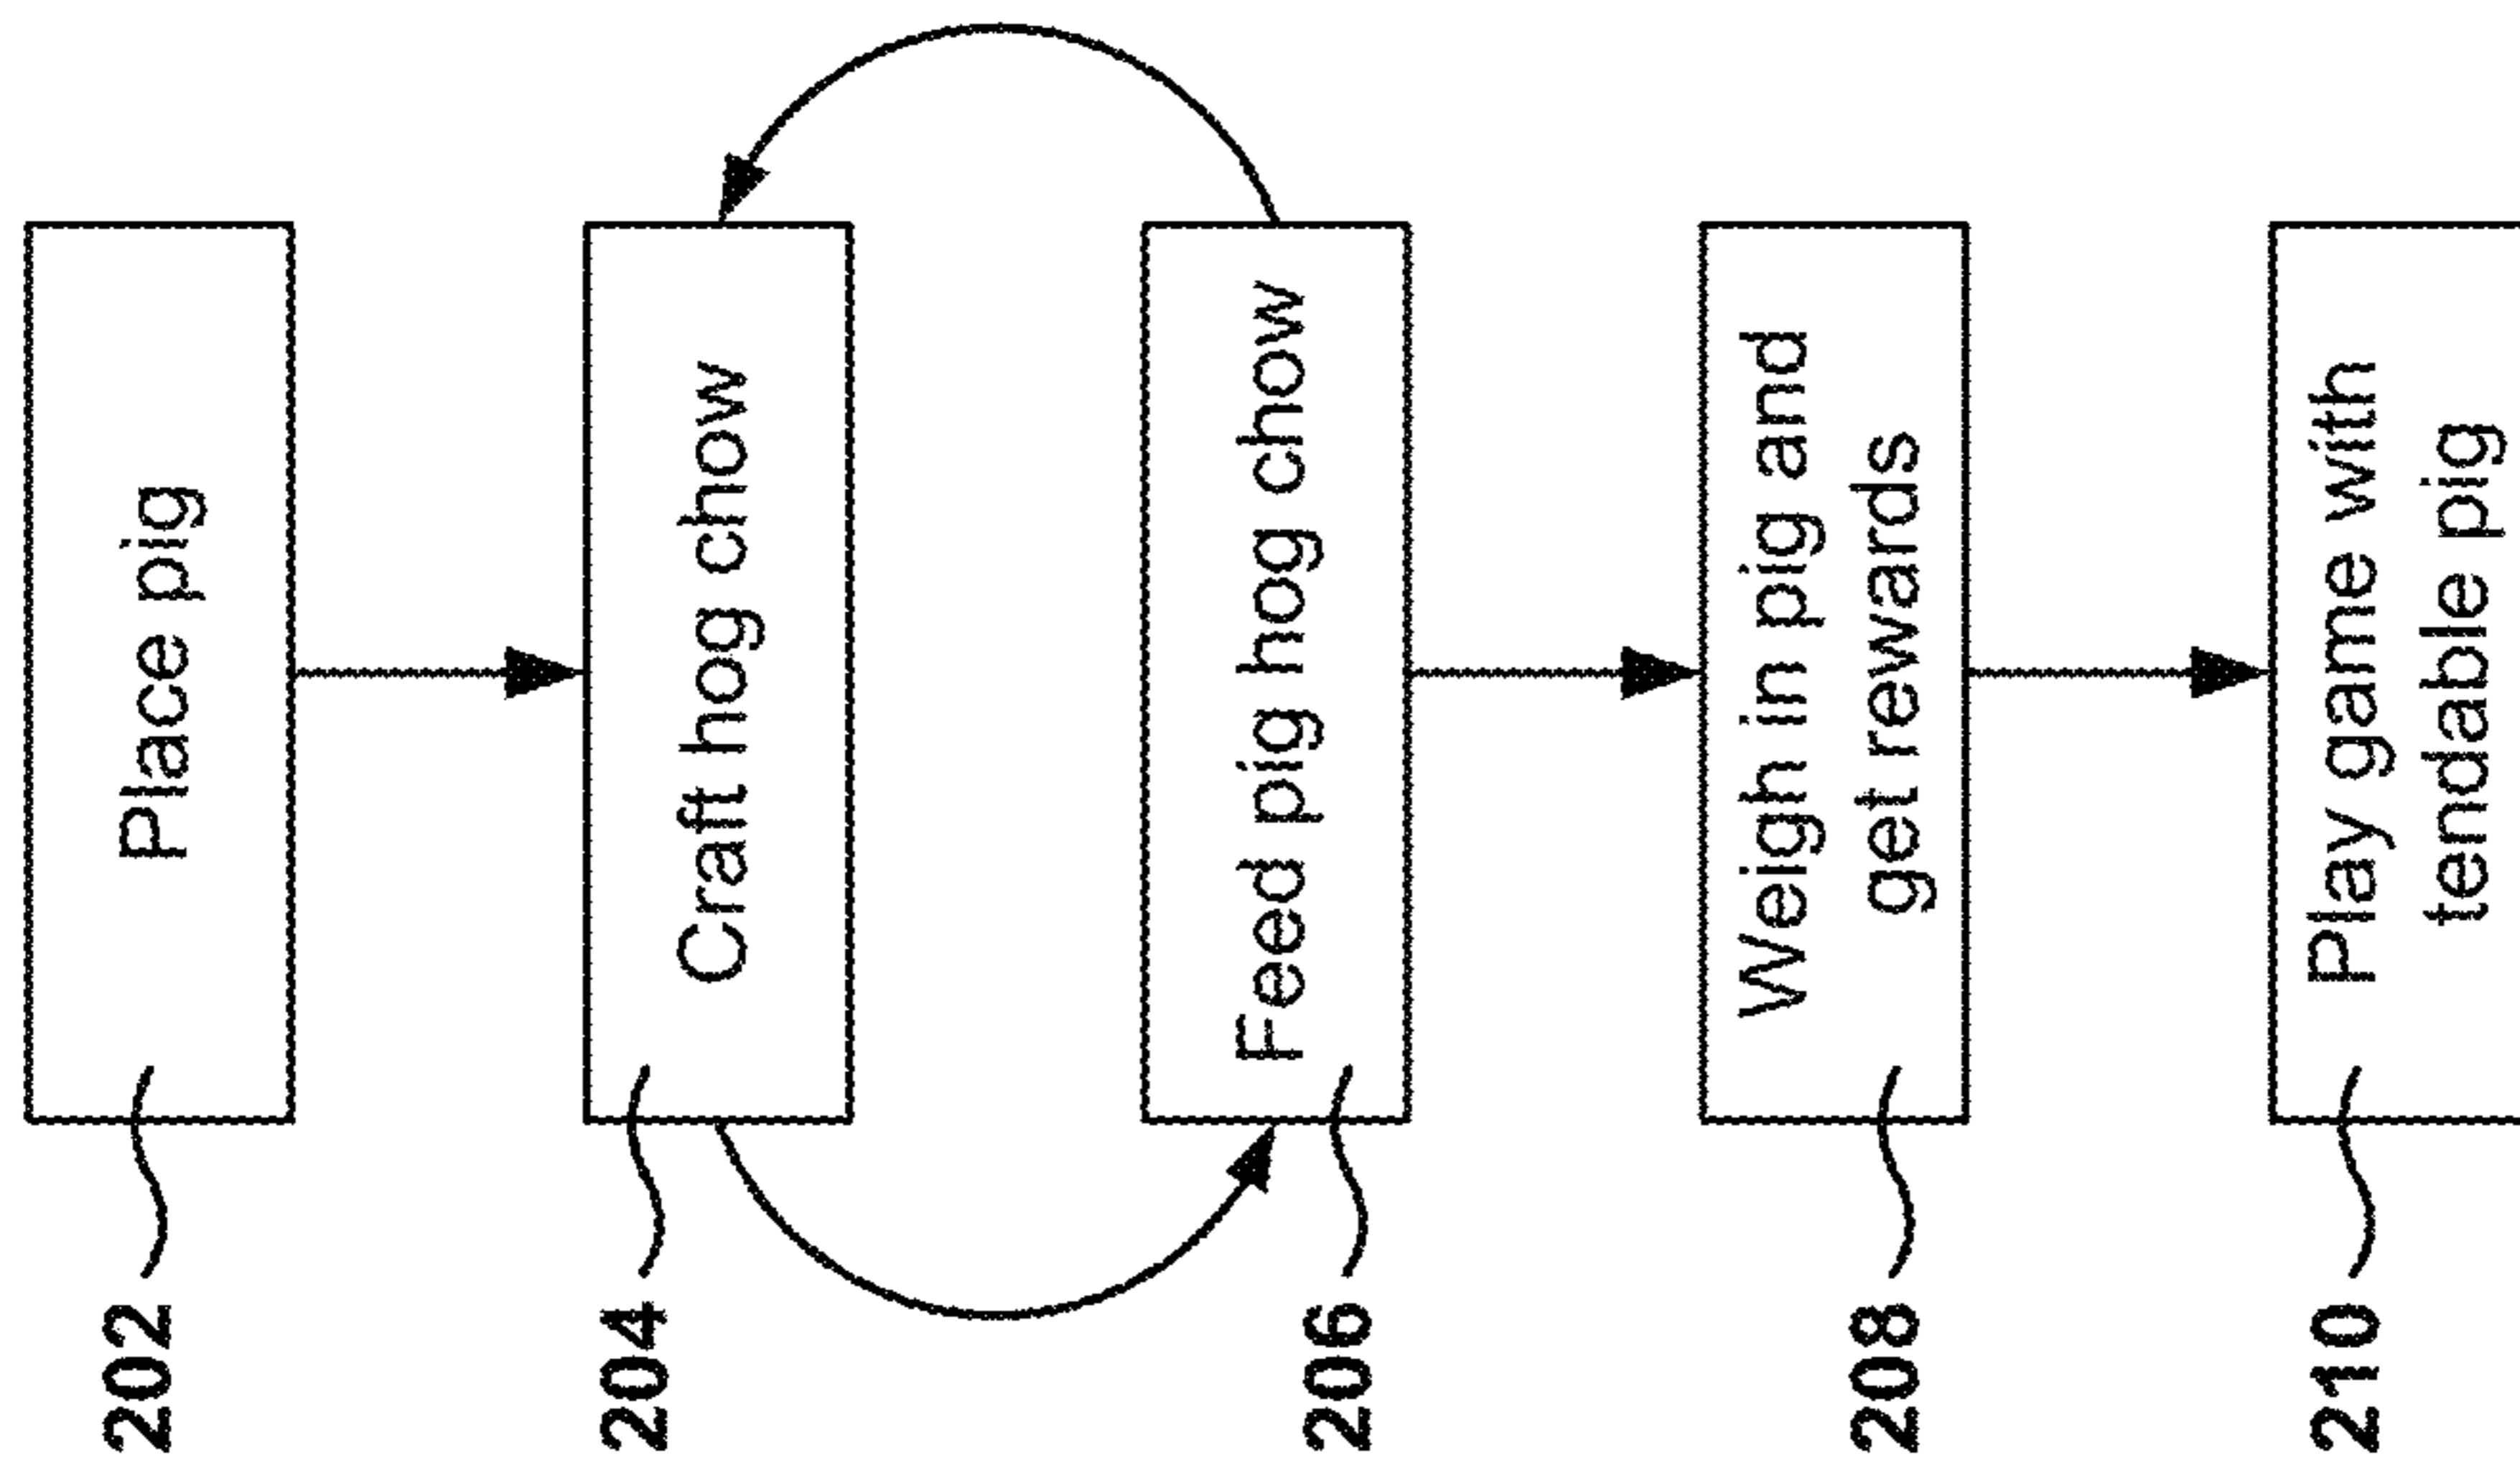 202
Place pig
204
Craft hog chow
206
Feed pig hog chow
208
Weigh in pig and
get rewards
210
Play game with
tendable pig